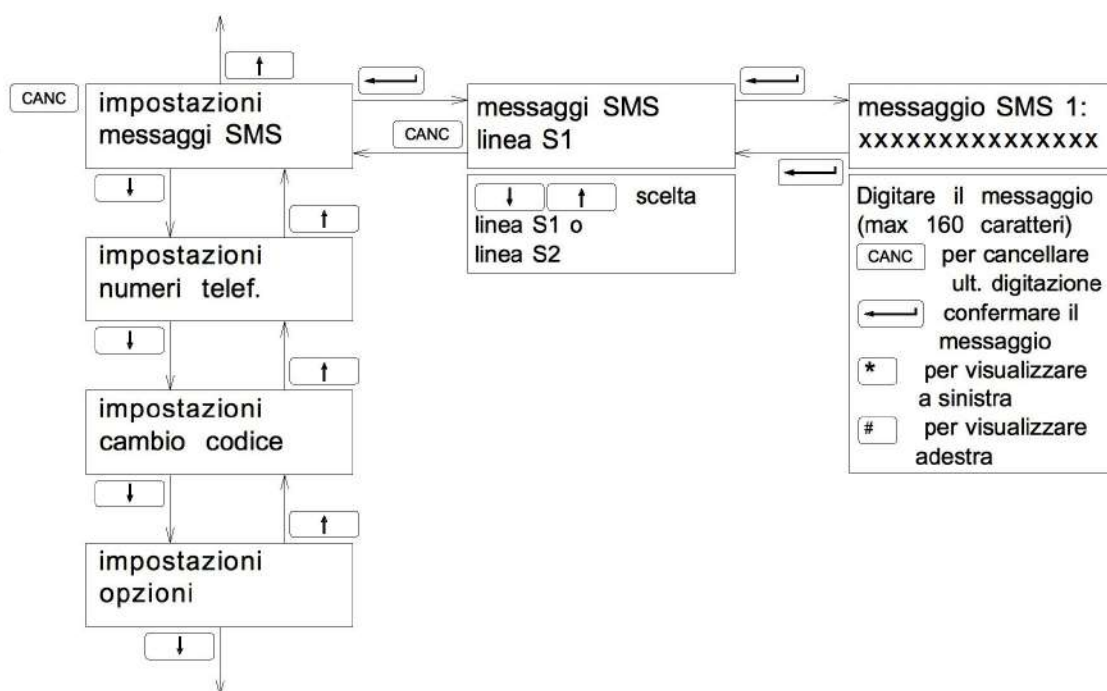 ↑
CANC
impostazioni
messaggi SMS
CANC
messaggi SMS
linea S1
messaggio SMS 1:
xxxxxxxxxxxxxxx
↓
↑
↓ ↑ scelta
linea S1 o
linea S2
Digitare il messaggio
(max 160 caratteri)
CANC per cancellare
ult. digitazione
confermare il
messaggio
* per visualizzare
a sinistra
# per visualizzare
adestra
impostazioni
numeri telef.
↓
↑
impostazioni
cambio codice
↓
↑
impostazioni
opzioni
↓